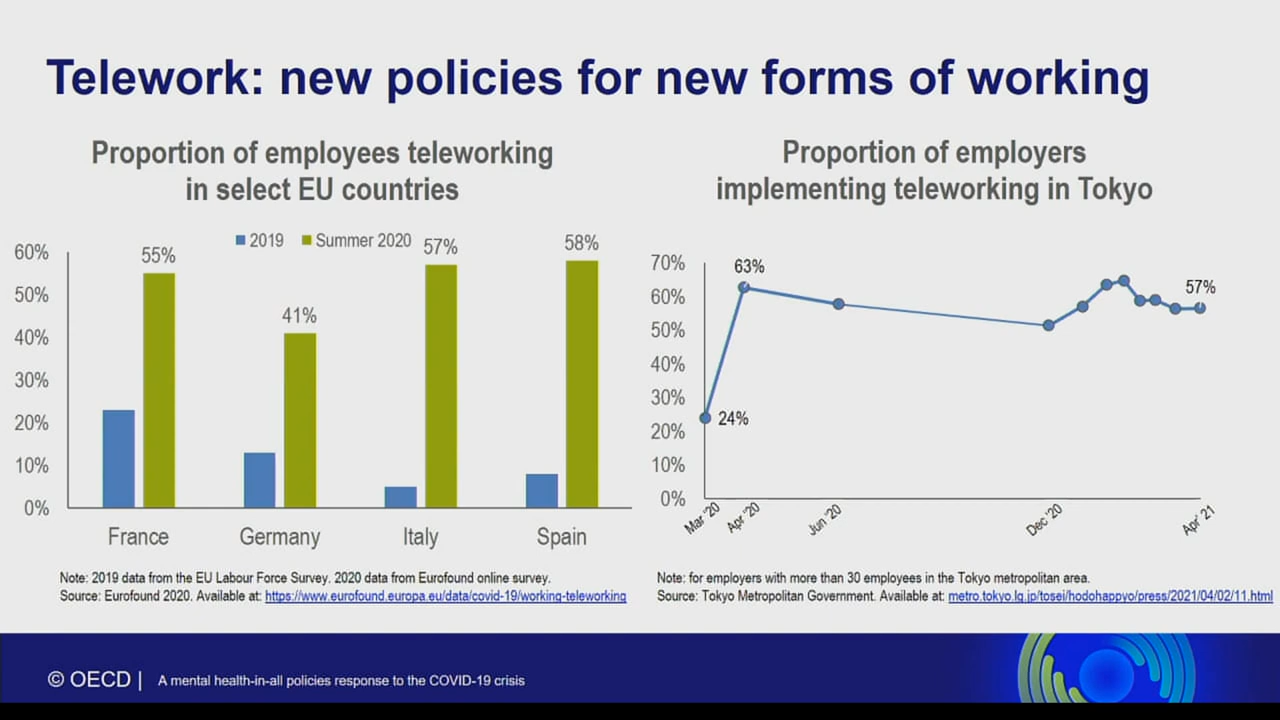 Telework: new policies for new forms of working
Proportion of employees teleworking
in select EU countries
2019
Summer 2020
60%
50%
40%
30%
20%
10%
0%
55%
41%
57%
58%
France
Germany
Italy
Spain
Note: 2019 data from the EU Labour Force Survey. 2020 data from Eurofound online survey.
Source: Eurofound 2020. Available at: https://www.eurofound.europa.eu/data/covid-19/working-teleworking
Proportion of employers
implementing teleworking in Tokyo
70%
60%
50%
40%
30%
20%
10%
0%
63%
24%
57%
Mar '20
Apr '20
Jun '20
Dec '20
Apr' 21
Note: for employers with more than 30 employees in the Tokyo metropolitan area.
Source: Tokyo Metropolitan Government. Available at: metro.tokyo.lg.jp/tosei/hodohappyo/press/2021/04/02/11.html
© OECD | A mental health-in-all policies response to the COVID-19 crisis